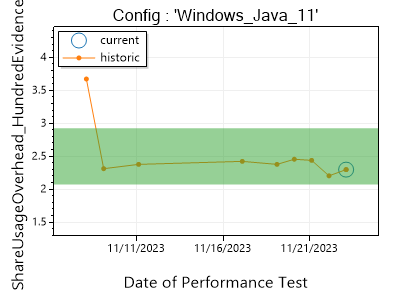 Config : 'Windows_Java_11'
current
historic
ShareUsageOverhead_HundredEvidence
4
3.5
3
2.5
2
1.5
11/11/2023
11/16/2023
11/21/2023
Date of Performance Test